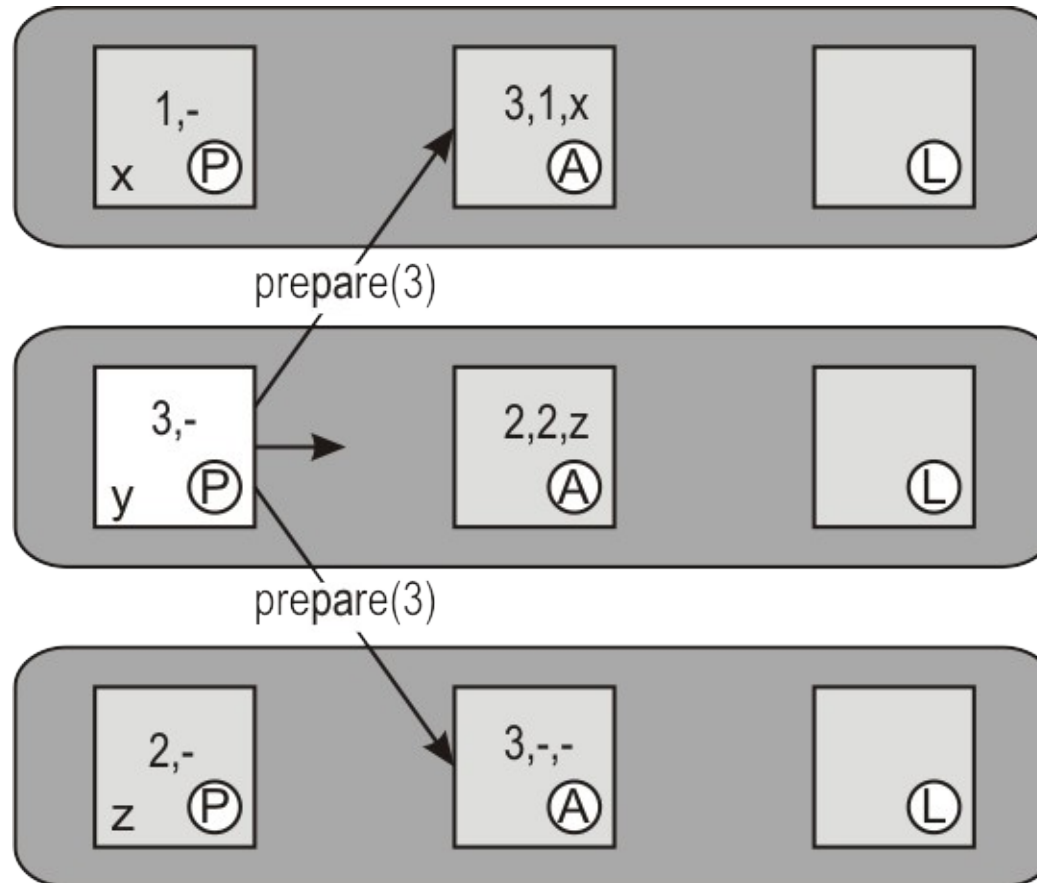 1,-
x P
3,1,x
A
L
prepare(3)
3,-
y P
2,2,z
A
L
prepare(3)
2,-
z P
3,-,-
A
L